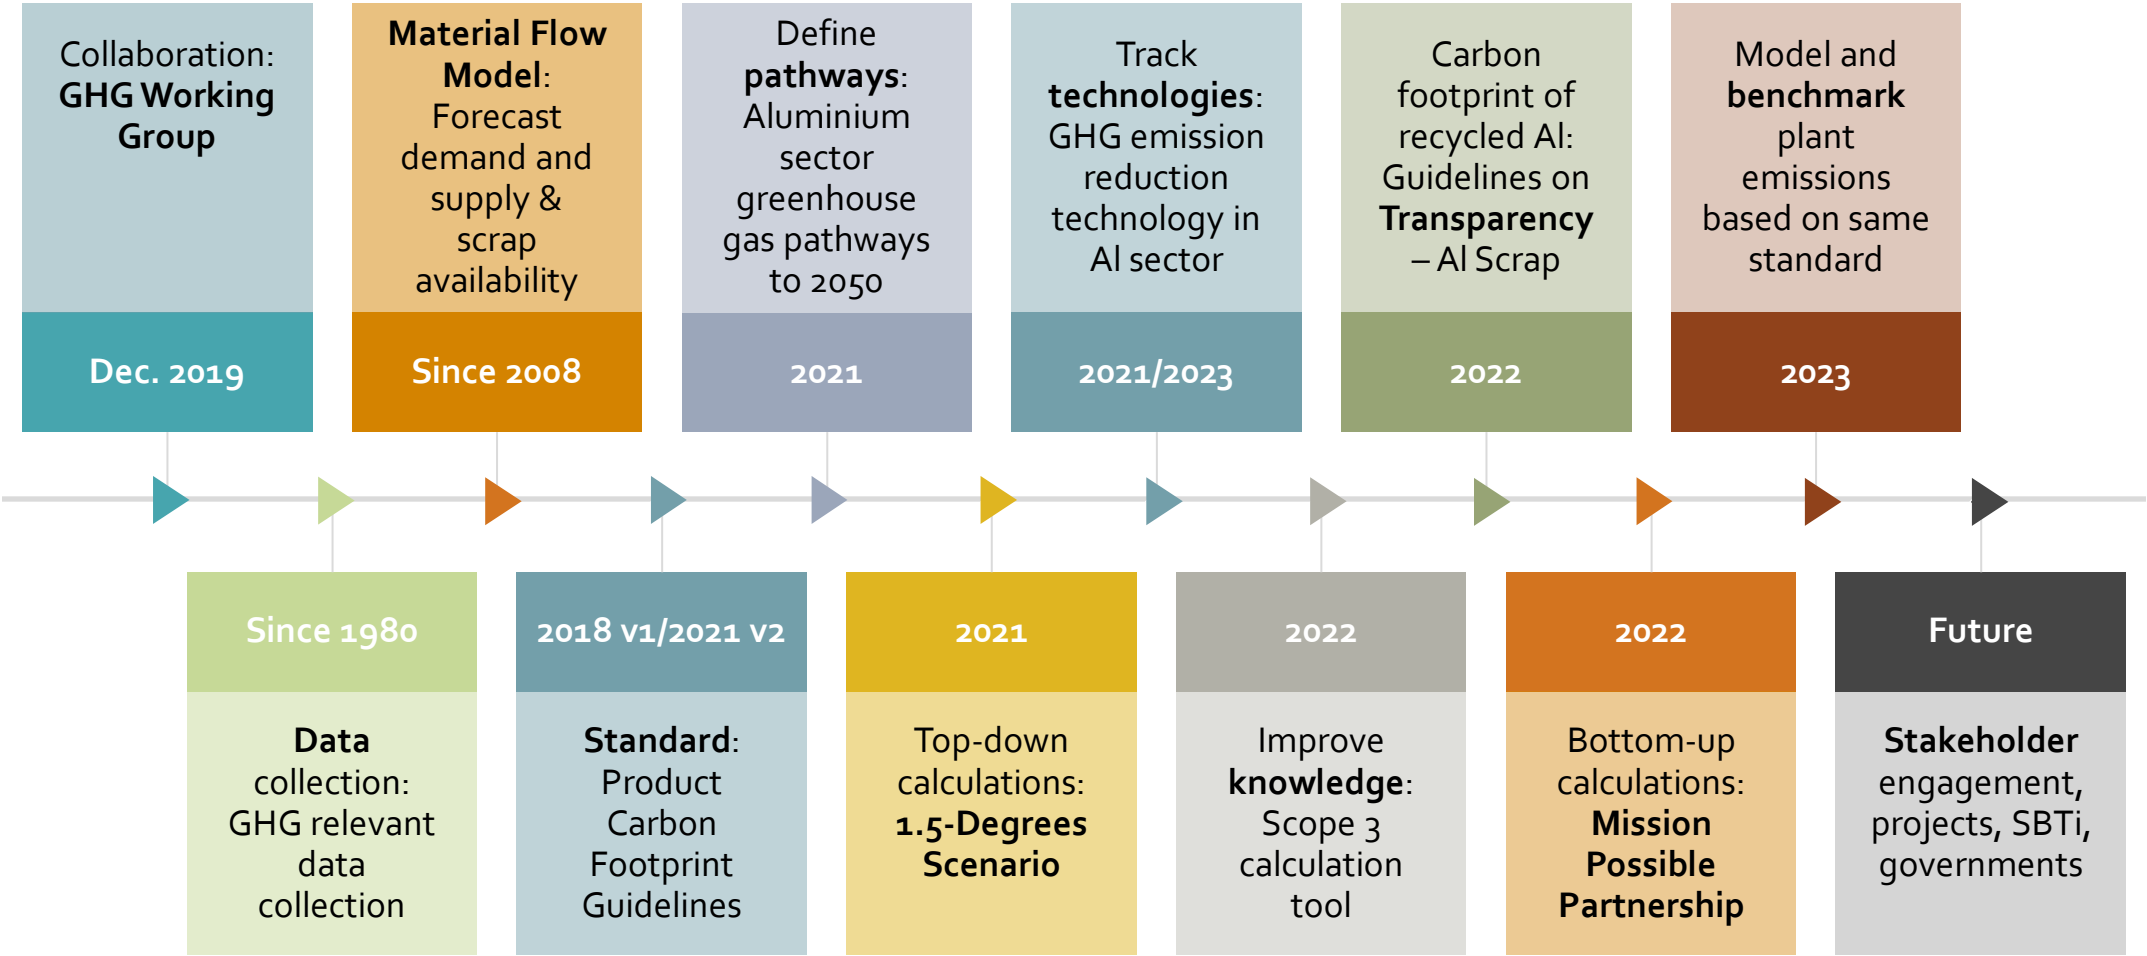 Collaboration:
GHG Working
Group
Dec. 2019
Material Flow
Model:
Forecast
demand and
supply &
scrap
availability
Since 2008
Define
pathways:
Aluminium
sector
greenhouse
gas pathways
to 2050
2021
Track
technologies:
GHG emission
reduction
technology in
Al sector
2021/2023
Carbon
footprint of
recycled Al:
Guidelines on
Transparency
– Al Scrap
2022
Model and
benchmark
plant
emissions
based on same
standard
2023
Since 1980
Data
collection:
GHG relevant
data
collection
2018 v1/2021 v2
Standard:
Product
Carbon
Footprint
Guidelines
2021
Top-down
calculations:
1.5-Degrees
Scenario
2022
Improve
knowledge:
Scope 3
calculation
tool
2022
Bottom-up
calculations:
Mission
Possible
Partnership
Future
Stakeholder
engagement,
projects, SBTi,
governments